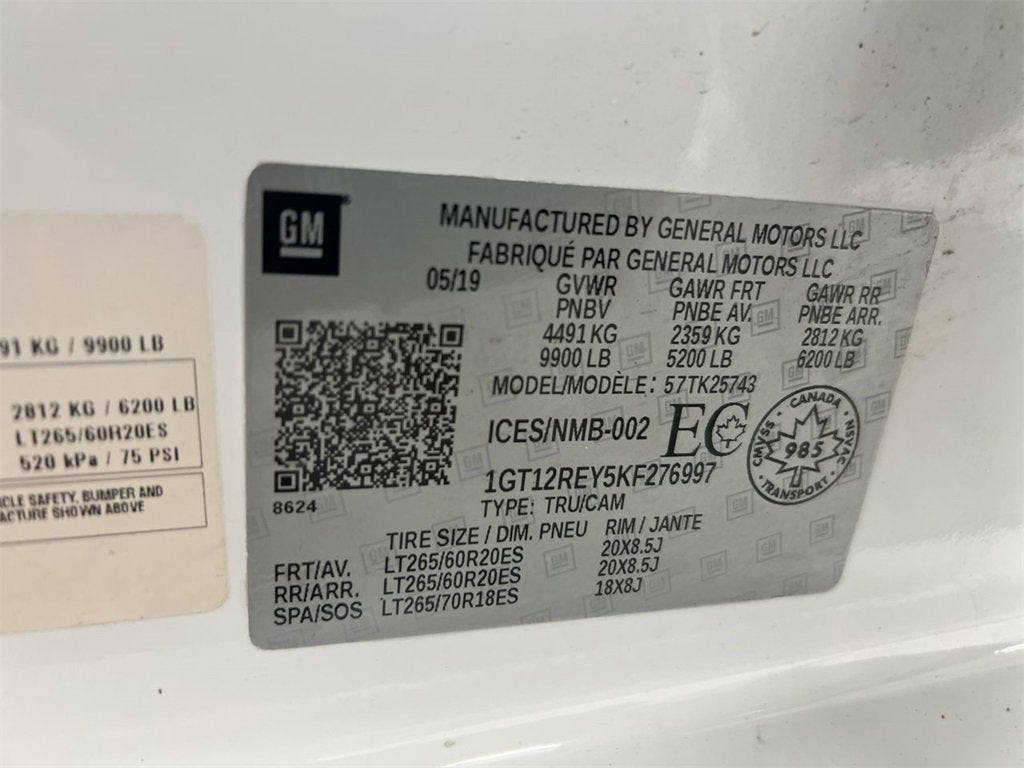 91 KG / 9900 LB
2812 KG / 6200 LB
LT265/60R20ES
520 kPa / 75 PSI
SAFETY, BUMPER AND
SHOWN ABOVE
GM
MANUFACTURED BY GENERAL MOTORS LLC
FABRIQUÉ PAR GENERAL MOTORS LLC
05/19 GVWR GAWR FRT GAWR RR
PNBV PNBE AV. PNBE ARR.
4491 KG 2359 KG 2812 KG
9900 LB 5200 LB 6200 LB
MODEL/MODÈLE: 57TK25743
ICES/NMB-002 EC
CANADA
CMVSS 985 NSVAC
TRANSPORT
1GT12REY5KF276997
8624
TYPE: TRU/CAM
TIRE SIZE / DIM. PNEU RIM / JANTE
FRT/AV. LT265/60R20ES 20X8.5J
RR/ARR. LT265/60R20ES 20X8.5J
SPA/SOS LT265/70R18ES 18X8J